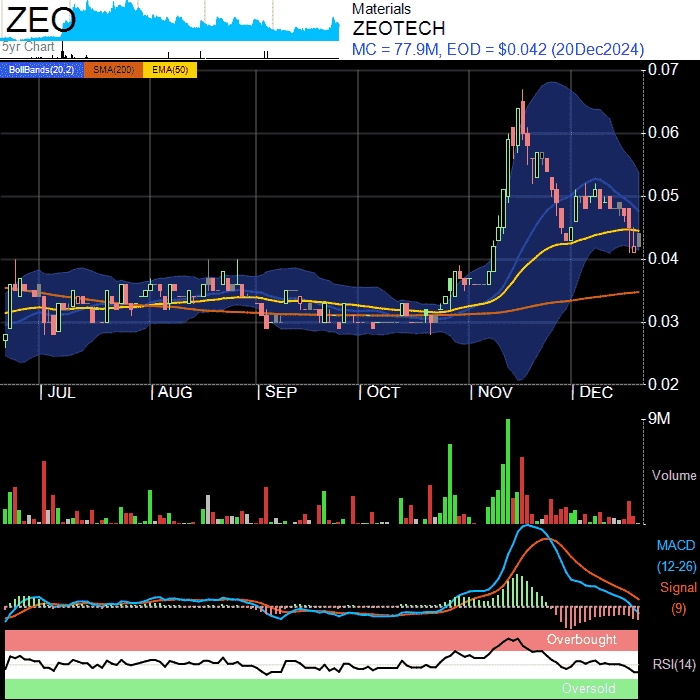 ZEO
5yr Chart
Materials
ZEOTECH
MC = 77.9M, EOD = $0.042 (20Dec2024)
BollBands(20,2) SMA(200) EMA(50)
0.07
0.06
0.05
0.04
0.03
0.02
JUL AUG SEP OCT NOV DEC
9M
Volume
MACD
(12-26)
Signal
(9)
Overbought
RSI(14)
Oversold